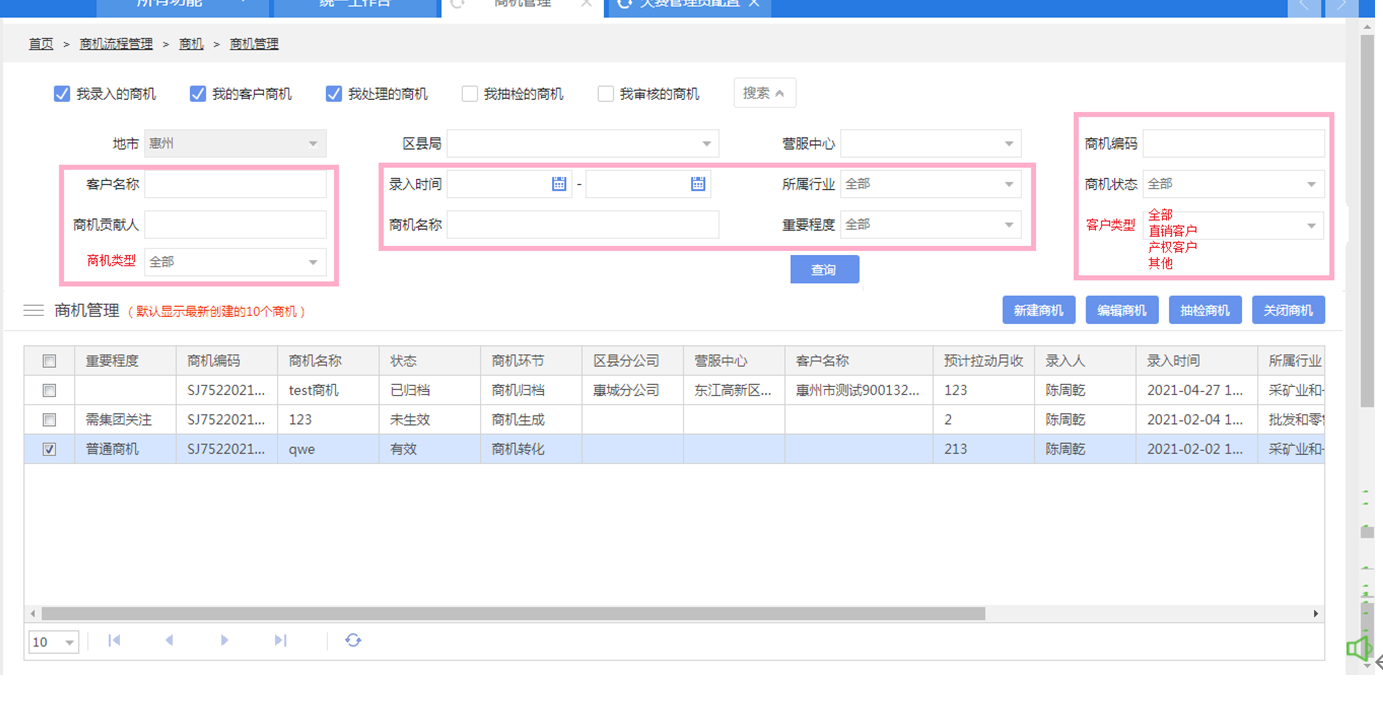 所有功能
统一工作台
商机管理
欠费管理员配置
首页 > 商机流程管理 > 商机 > 商机管理
我录入的商机 我的客户商机 我处理的商机 我抽检的商机 我审核的商机 搜索
地市 惠州 区县局 营服中心 商机编码
客户名称 录入时间 - 所属行业 全部 商机状态 全部
商机贡献人 商机名称 重要程度 全部 客户类型
全部
直销客户
产权客户
其他
商机类型 全部
查询
商机管理 (默认显示最新创建的10个商机) 新建商机 编辑商机 抽检商机 关闭商机
重要程度 商机编码 商机名称 状态 商机环节 区县分公司 营服中心 客户名称 预计拉动月收 录入人 录入时间 所属行业
SJ7522021... test商机 已归档 商机归档 惠城分公司 东江高新区... 惠州市测试900132... 123 陈周乾 2021-04-27 1... 采矿业和
需集团关注 SJ7522021... 123 未生效 商机生成 2 陈周乾 2021-02-04 1... 批发和零
普通商机 SJ7522021... qwe 有效 商机转化 213 陈周乾 2021-02-02 1... 采矿业和
10